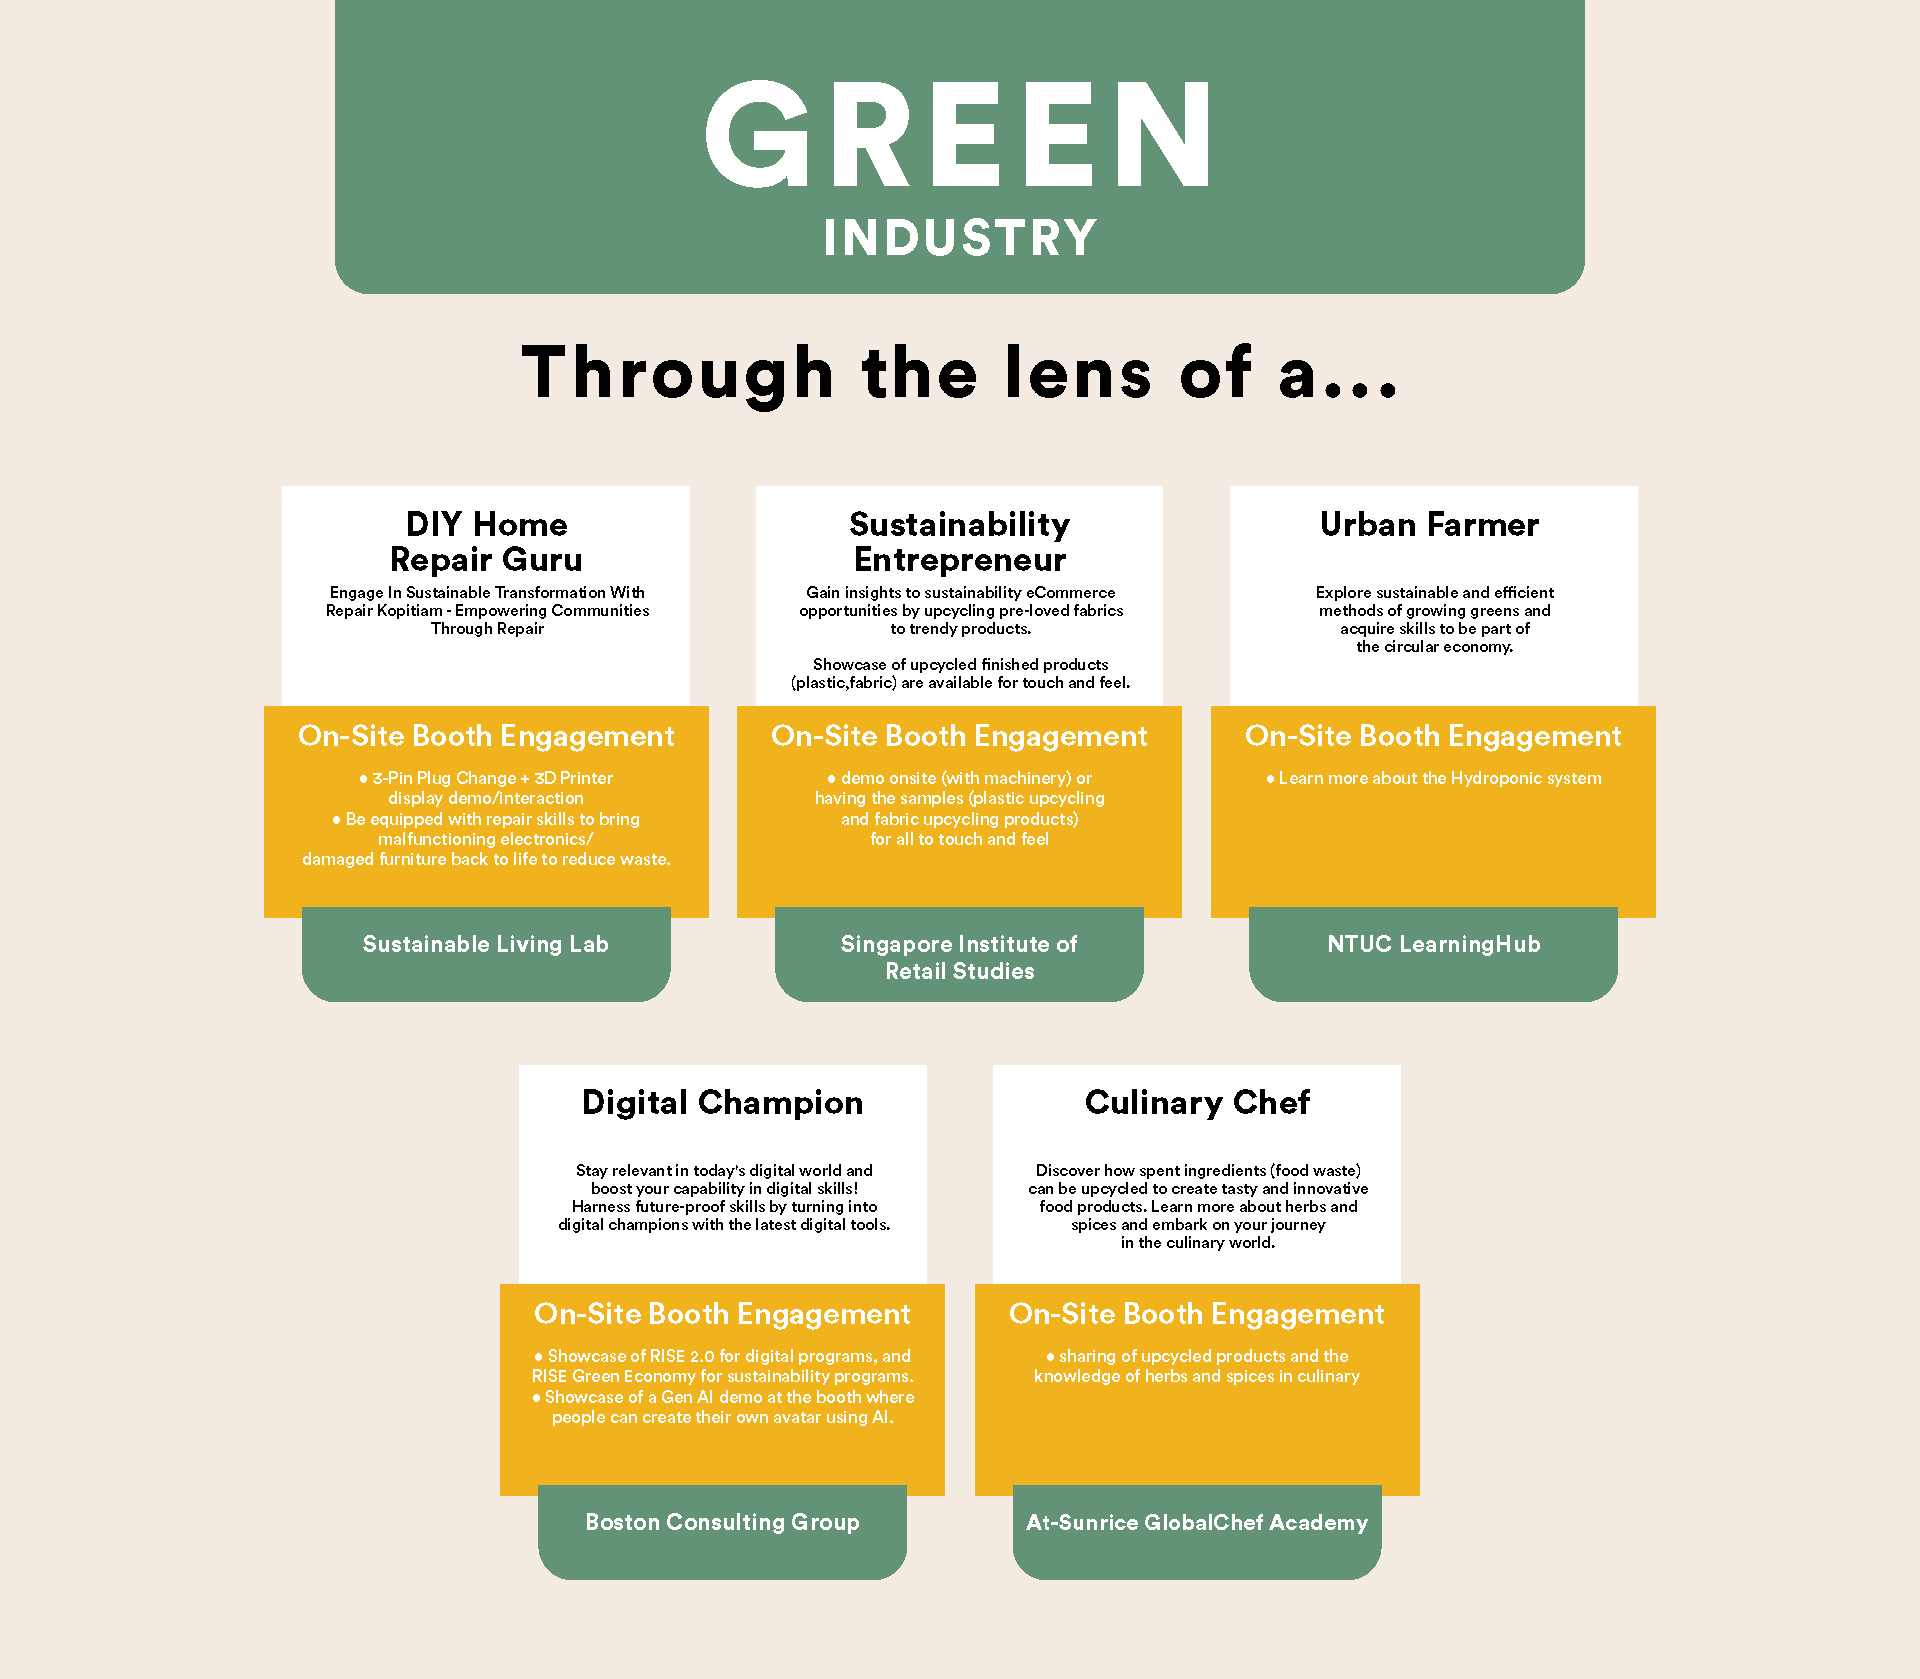 GREEN
INDUSTRY
Through the lens of a...
DIY Home
Repair Guru
Engage In Sustainable Transformation With
Repair Kopitiam - Empowering Communities
Through Repair
On-Site Booth Engagement
• 3-Pin Plug Change + 3D Printer
display demo/interaction
• Be equipped with repair skills to bring
malfunctioning electronics/
damaged furniture back to life to reduce waste.
Sustainable Living Lab
Sustainability
Entrepreneur
Gain insights to sustainability eCommerce
opportunities by upcycling pre-loved fabrics
to trendy products.
Showcase of upcycled finished products
(plastic,fabric) are available for touch and feel.
On-Site Booth Engagement
• demo onsite (with machinery) or
having the samples (plastic upcycling
and fabric upcycling products)
for all to touch and feel
Singapore Institute of
Retail Studies
Urban Farmer
Explore sustainable and efficient
methods of growing greens and
acquire skills to be part of
the circular economy.
On-Site Booth Engagement
• Learn more about the Hydroponic system
NTUC LearningHub
Digital Champion
Stay relevant in today's digital world and
boost your capability in digital skills!
Harness future-proof skills by turning into
digital champions with the latest digital tools.
On-Site Booth Engagement
• Showcase of RISE 2.0 for digital programs, and
RISE Green Economy for sustainability programs.
• Showcase of a Gen AI demo at the booth where
people can create their own avatar using AI.
Boston Consulting Group
Culinary Chef
Discover how spent ingredients (food waste)
can be upcycled to create tasty and innovative
food products. Learn more about herbs and
spices and embark on your journey
in the culinary world.
On-Site Booth Engagement
• sharing of upcycled products and the
knowledge of herbs and spices in culinary
At-Sunrice GlobalChef Academy